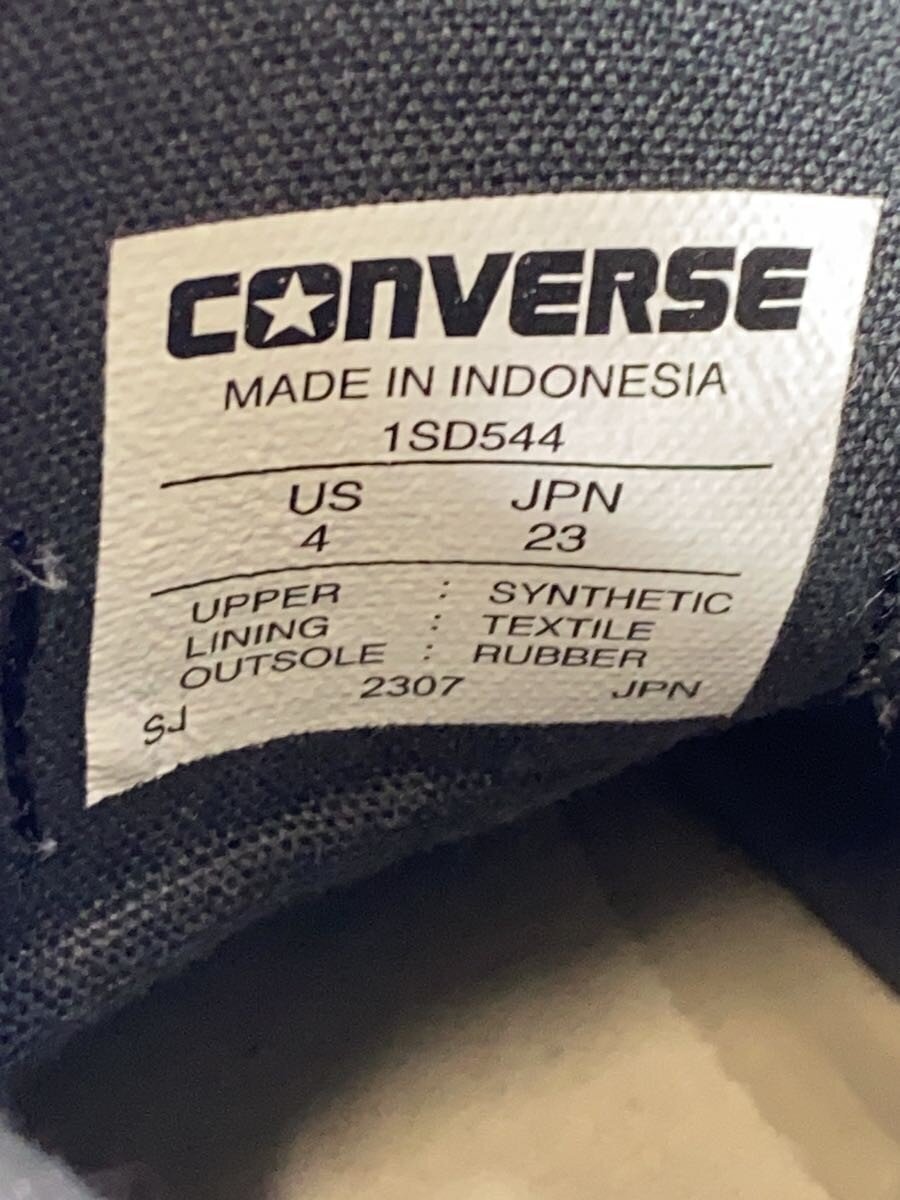 CONVERSE
MADE IN INDONESIA
1SD544
US JPN
4 23
UPPER : SYNTHETIC
LINING : TEXTILE
OUTSOLE : RUBBER
2307 JPN
SJ